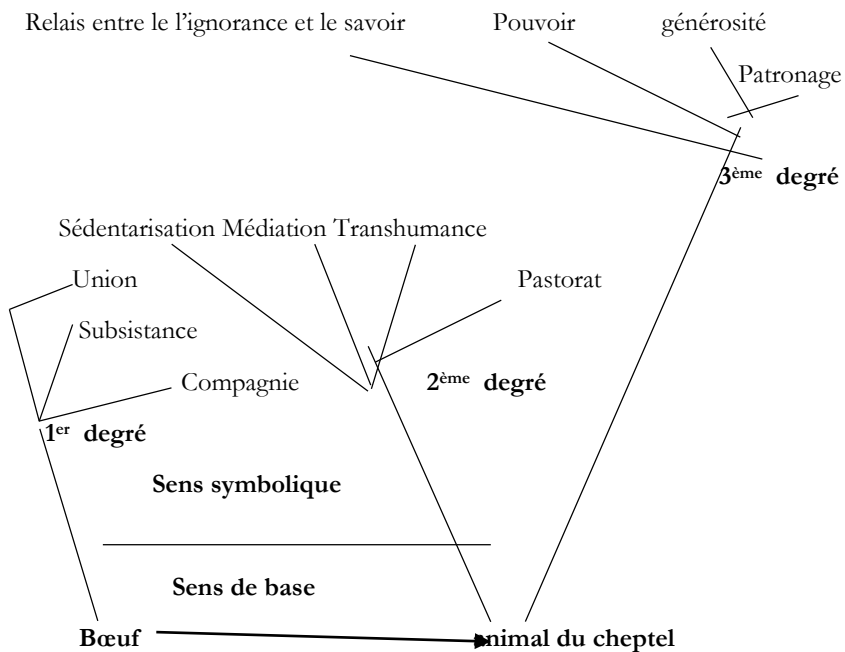 Relais entre le l'ignorance et le savoir Pouvoir générosité
Patronage
3ème degré
Sédentarisation Médiation Transhumance
Union Pastorat
Subsistance
Compagnie 2ème degré
1er degré
Sens symbolique
Sens de base
Bœuf animal du cheptel